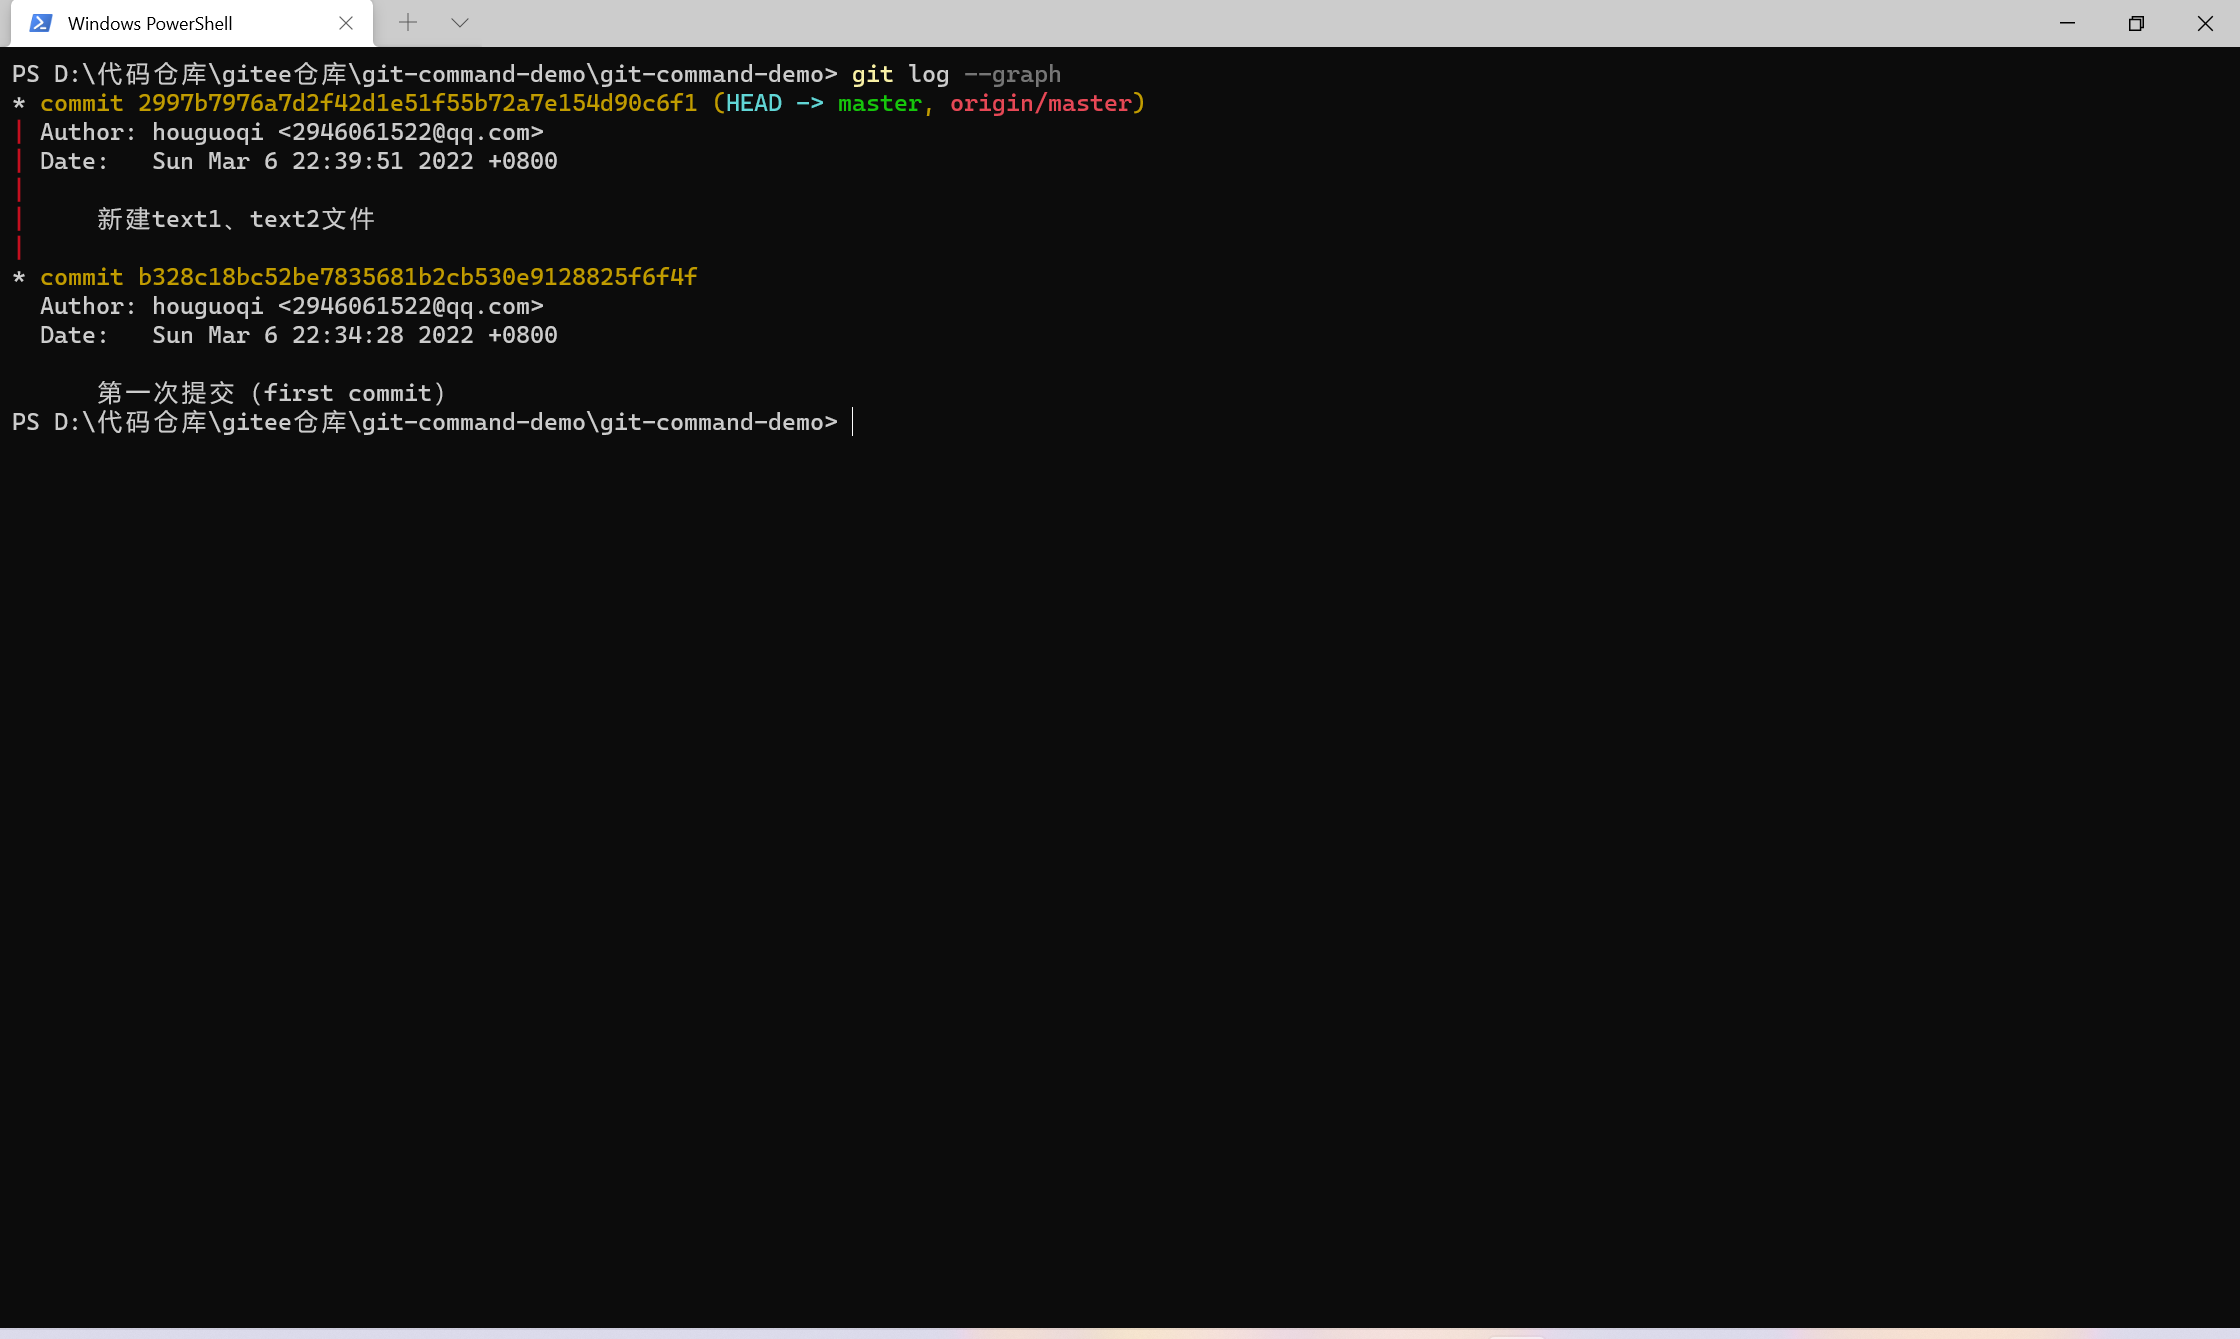 Windows PowerShell
PS D:\代码仓库\gitee仓库\git-command-demo\git-command-demo> git log --graph
* commit 2997b7976a7d2f42d1e51f55b72a7e154d90c6f1 (HEAD -> master, origin/master)
| Author: houguoqi <2946061522@qq.com>
| Date:   Sun Mar 6 22:39:51 2022 +0800
|
|     新建text1、text2文件
|
* commit b328c18bc52be7835681b2cb530e9128825f6f4f
  Author: houguoqi <2946061522@qq.com>
  Date:   Sun Mar 6 22:34:28 2022 +0800
      第一次提交（first commit）
PS D:\代码仓库\gitee仓库\git-command-demo\git-command-demo>